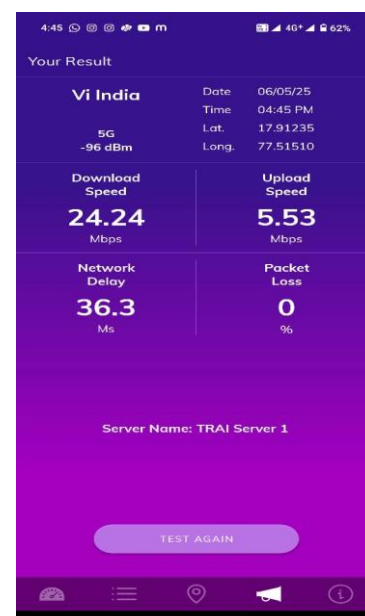 4:45 4G+ 62%
Your Result
Vi India
5G
-96 dBm
Date 06/05/25
Time 04:45 PM
Lat. 17.91235
Long. 77.51510
Download
Speed
24.24
Mbps
Upload
Speed
5.53
Mbps
Network
Delay
36.3
Ms
Packet
Loss
0
%
Server Name: TRAI Server 1
TEST AGAIN